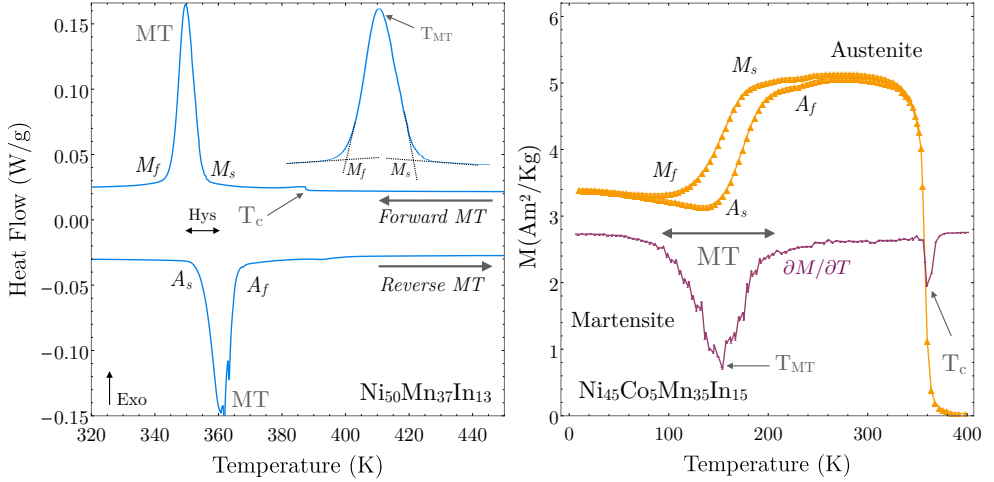 0.15
0.10
0.05
0.00
−0.05
−0.10
−0.15
Heat Flow (W/g)
MT
T_MT
M_f
M_s
M_f
M_s
T_c
Forward MT
Hys
A_s
A_f
Reverse MT
MT
Exo
Ni₅₀Mn₃₇In₁₃
320
340
360
380
400
420
440
Temperature (K)
6
5
4
3
2
1
0
M(Am²/Kg)
Austenite
M_s
A_f
M_f
A_s
MT
∂M/∂T
Martensite
T_MT
T_c
Ni₄₅Co₅Mn₃₅In₁₅
0
100
200
300
400
Temperature (K)